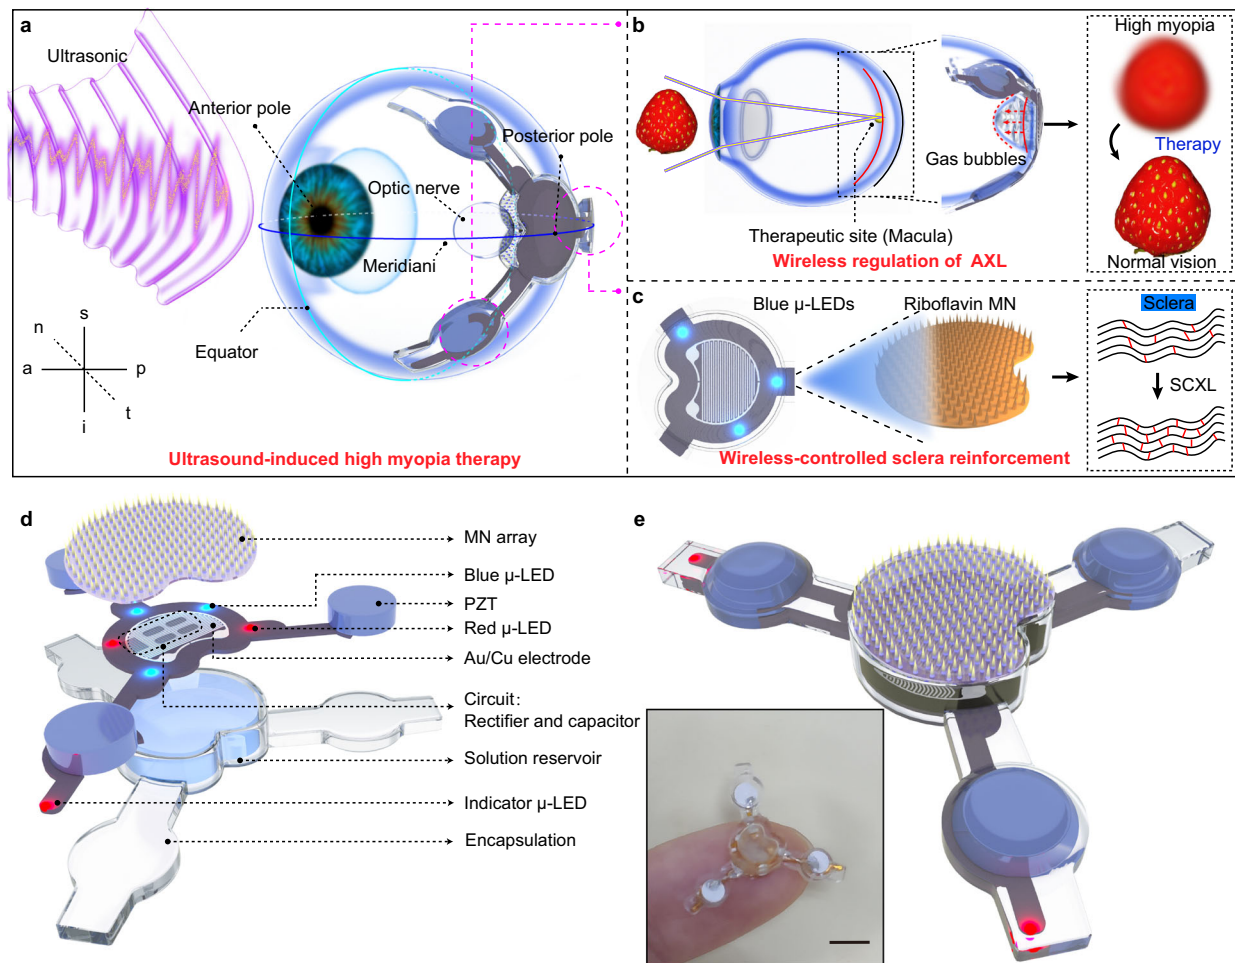 a
Ultrasonic
Anterior pole
Posterior pole
Optic nerve
Meridiani
Equator
n
s
a
p
i
t
Ultrasound-induced high myopia therapy
b
Gas bubbles
Therapeutic site (Macula)
Wireless regulation of AXL
High myopia
Therapy
Normal vision
c
Blue μ-LEDs
Riboflavin MN
Sclera
SCXL
Wireless-controlled sclera reinforcement
d
MN array
Blue μ-LED
PZT
Red μ-LED
Au/Cu electrode
Circuit:
Rectifier and capacitor
Solution reservoir
Indicator μ-LED
Encapsulation
e